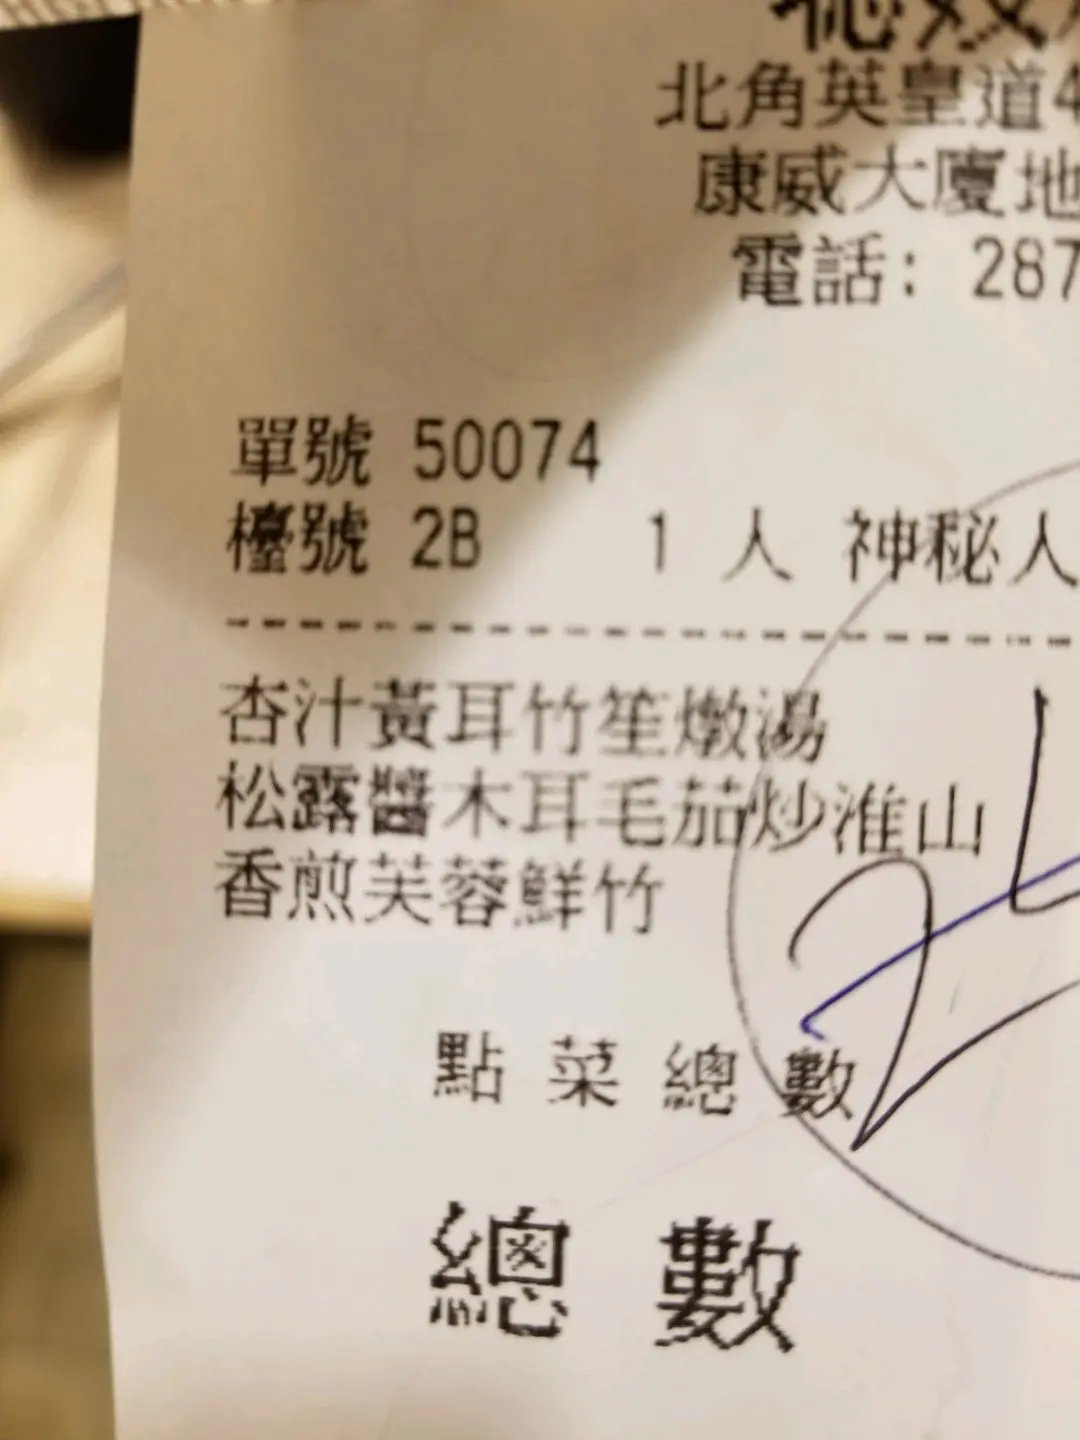 北角英皇道4
康威大廈地
電話: 287
單號 50074
檯號 2B 1 人 神秘人
杏汁黃耳竹笙燉湯
松露醬木耳毛茄炒淮山
香煎芙蓉鮮竹
點 菜 總 數
總 數